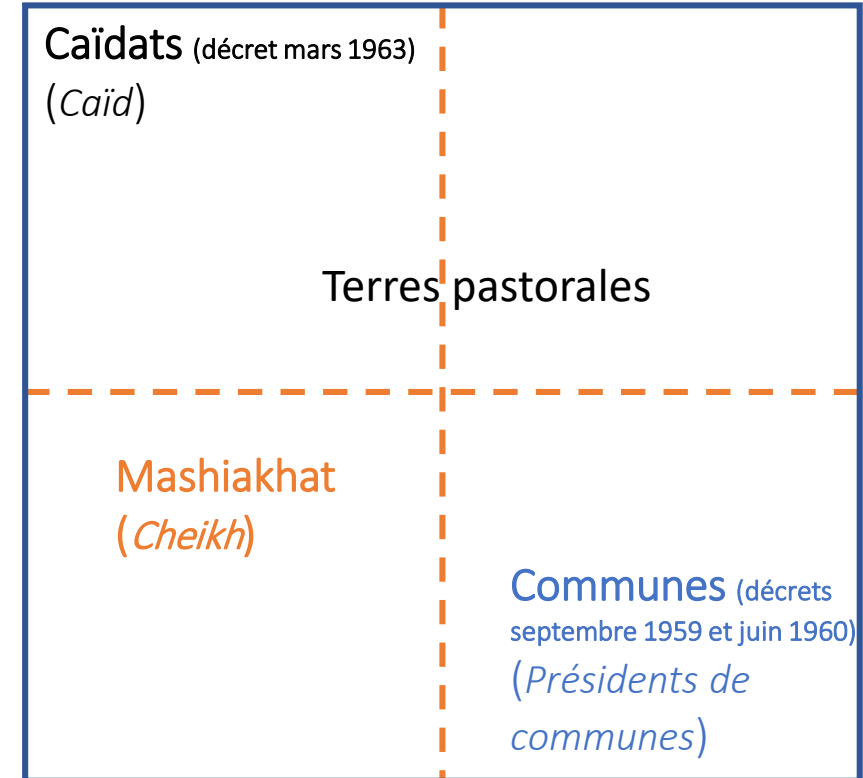 Caïdats (décret mars 1963)
(Caïd)
Terres pastorales
Mashiakhat
(Cheikh)
Communes (décrets
septembre 1959 et juin 1960)
(Présidents de
communes)